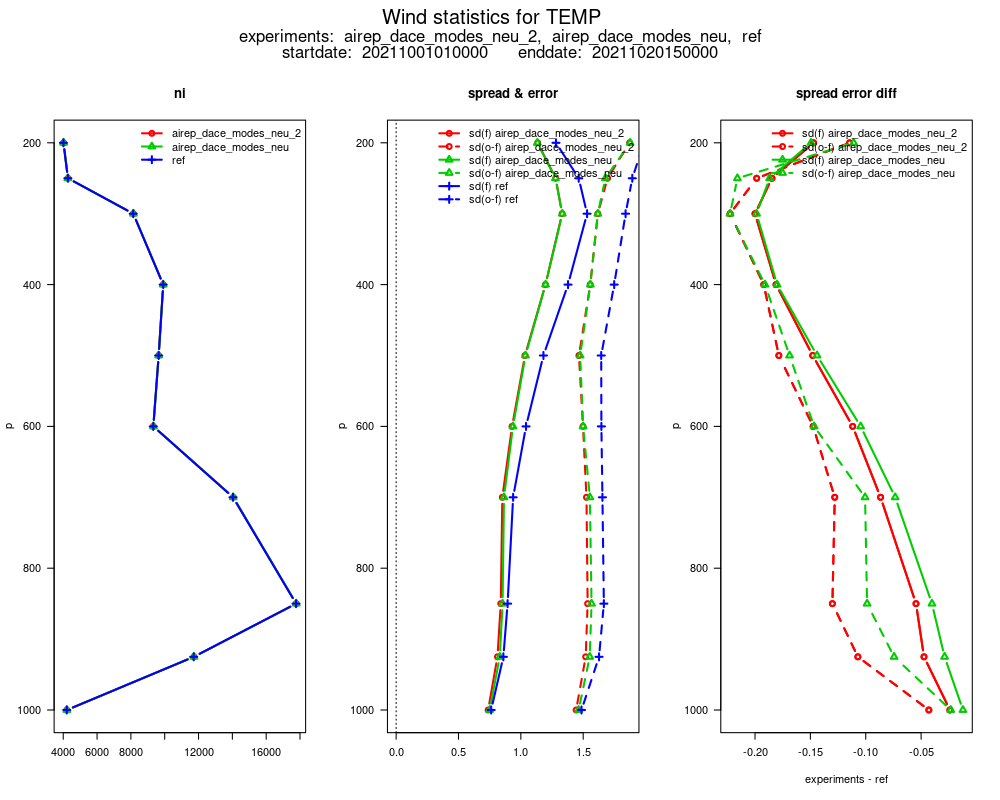 Wind statistics for TEMP
experiments: airep_dace_modes_neu_2, airep_dace_modes_neu, ref
startdate: 20211001010000 enddate: 20211020150000
ni
airep_dace_modes_neu_2
airep_dace_modes_neu
ref
p
200
400
600
800
1000
4000 6000 8000 12000 16000
spread & error
sd(f) airep_dace_modes_neu_2
sd(o-f) airep_dace_modes_neu_2
sd(f) airep_dace_modes_neu
sd(o-f) airep_dace_modes_neu
sd(f) ref
sd(o-f) ref
p
200
400
600
800
1000
0.0 0.5 1.0 1.5
spread error diff
sd(f) airep_dace_modes_neu_2
sd(o-f) airep_dace_modes_neu_2
sd(f) airep_dace_modes_neu
sd(o-f) airep_dace_modes_neu
p
200
400
600
800
1000
-0.20 -0.15 -0.10 -0.05
experiments - ref